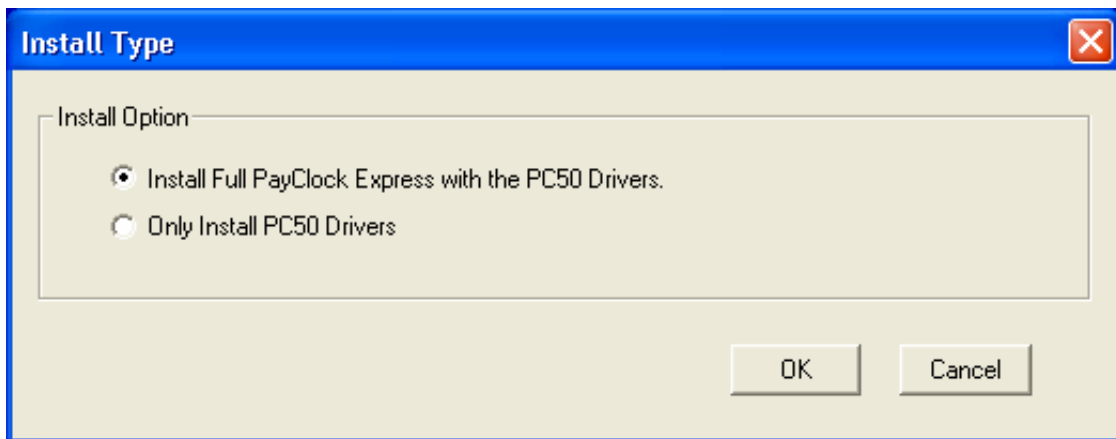 Install Type
Install Option
Install Full PayClock Express with the PC50 Drivers.
Only Install PC50 Drivers
OK
Cancel